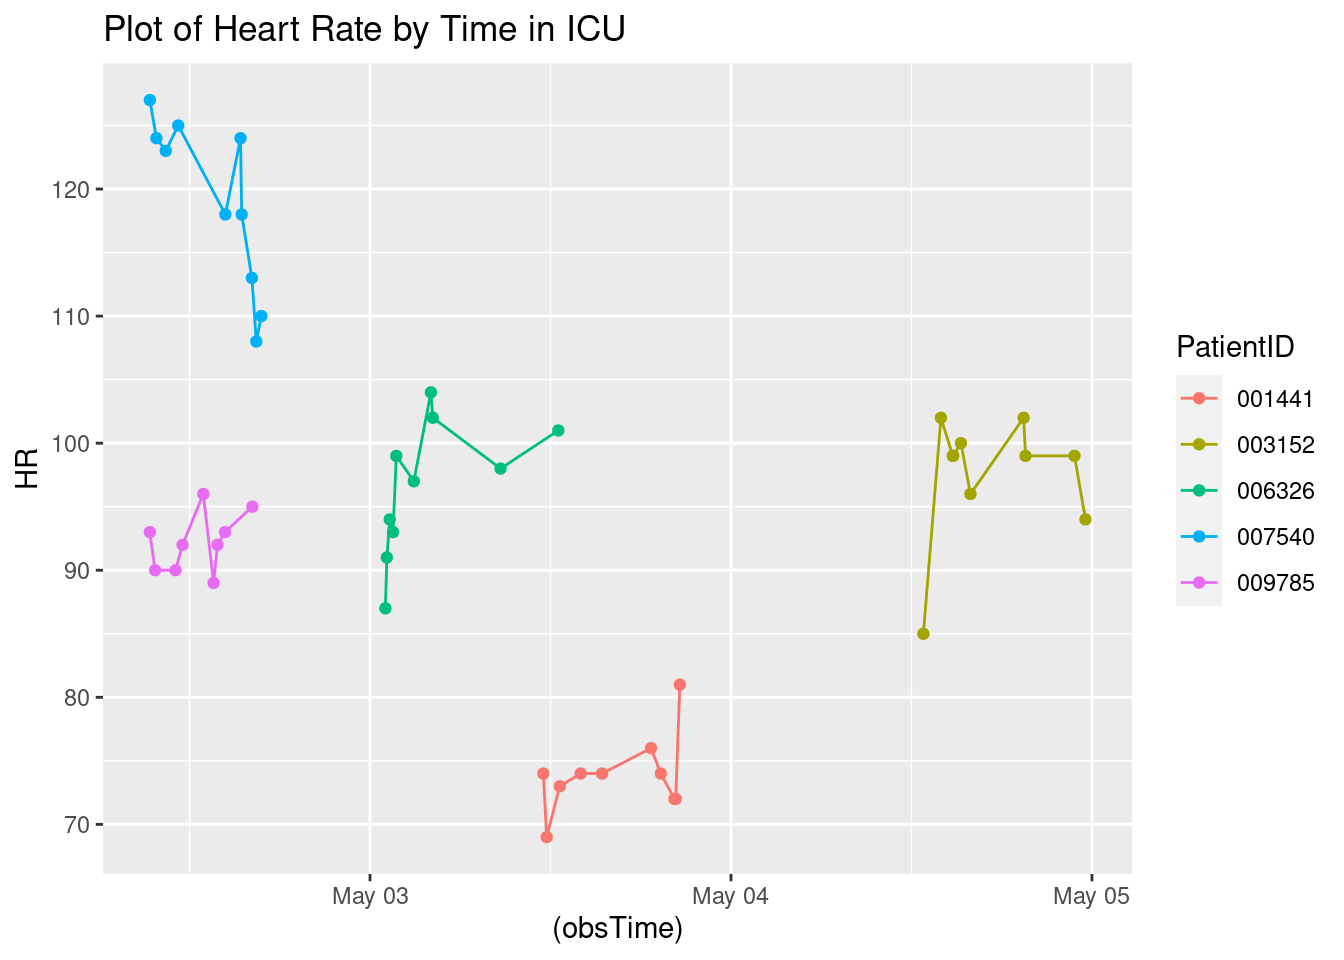 Plot of Heart Rate by Time in ICU
HR
120
110
100
90
80
70
May 03
May 04
May 05
(obsTime)
PatientID
001441
003152
006326
007540
009785